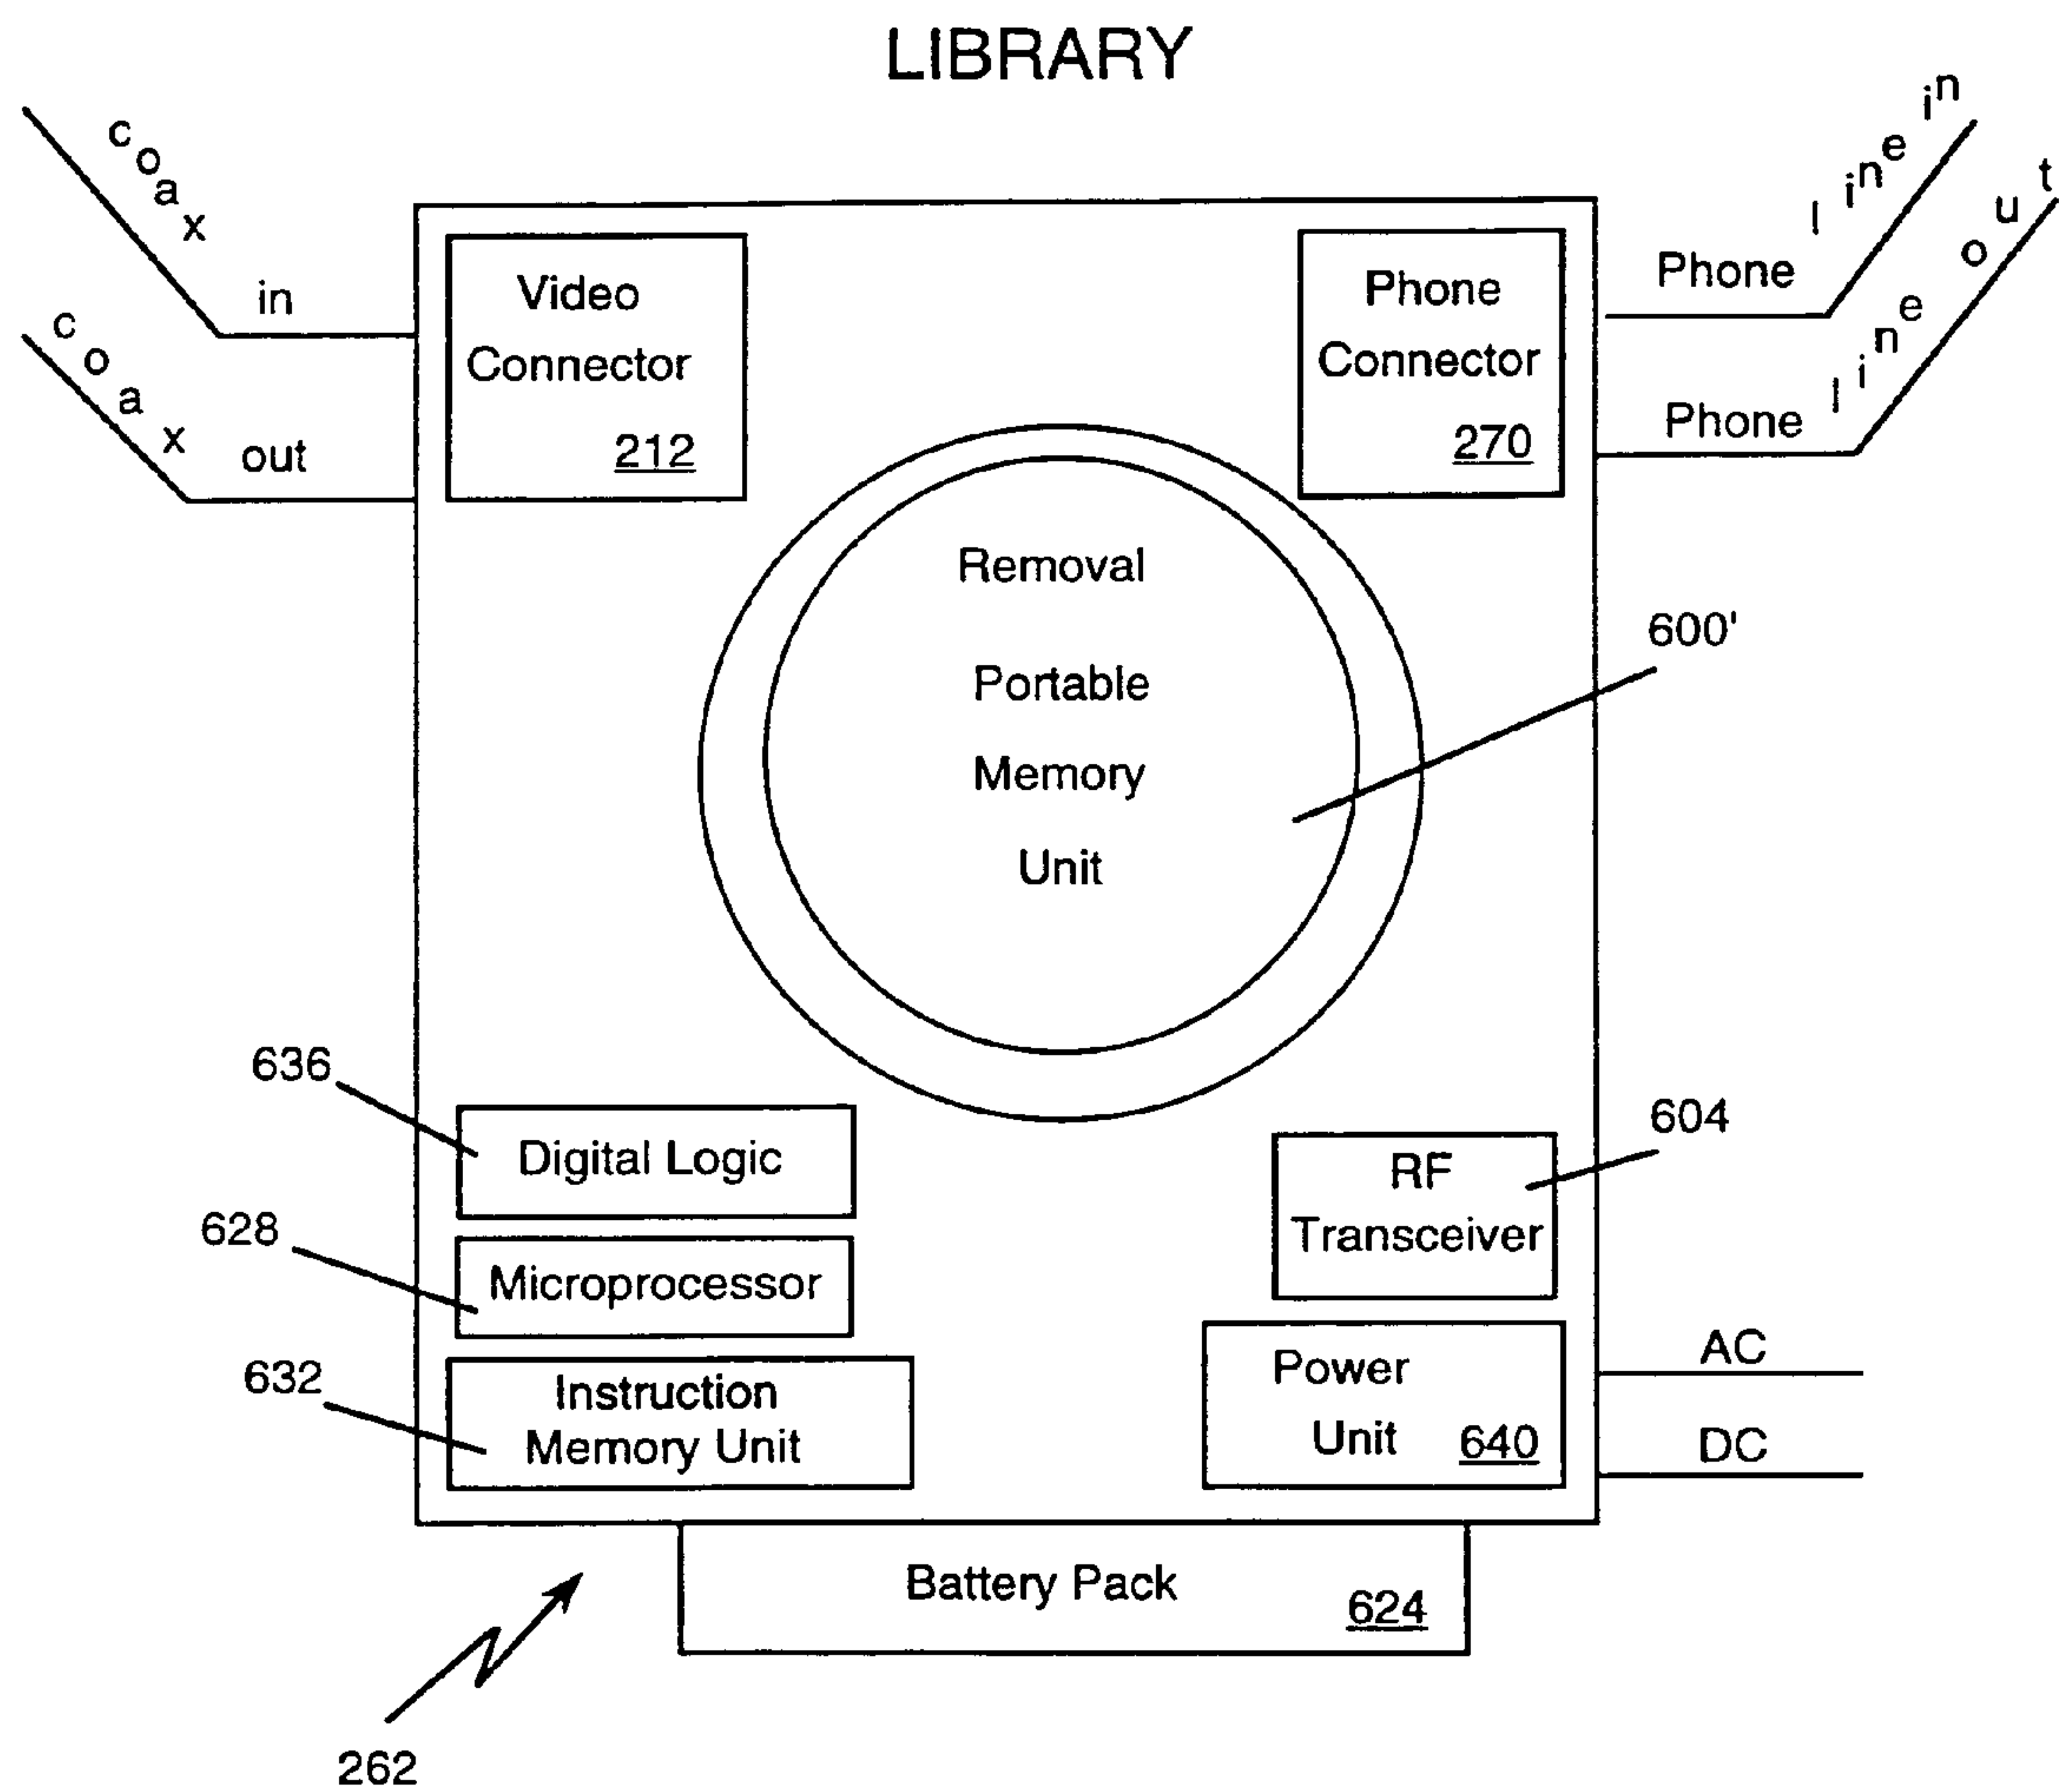 LIBRARY
coax in
coax out
Video
Connector
212
Phone
Connector
270
Phone line in
Phone line out
Removal
Portable
Memory
Unit
600'
636
Digital Logic
628
Microprocessor
632
Instruction
Memory Unit
604
RF
Transceiver
Power
Unit 640
AC
DC
Battery Pack 624
262